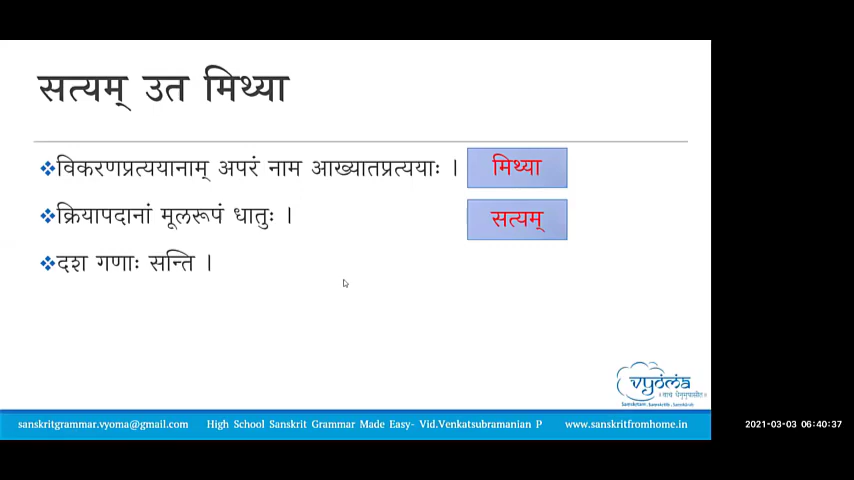 सत्यम् उत मिथ्या
विकरणप्रत्ययानाम् अपरं नाम आख्यातप्रत्ययाः । मिथ्या
क्रियापदानां मूलरूपं धातुः । सत्यम्
दश गणाः सन्ति ।
vyoma
sanskritgrammar.vyoma@gmail.com High School Sanskrit Grammar Made Easy- Vid.Venkatsubramanian P www.sanskritfromhome.in
2021-03-03 06:40:37